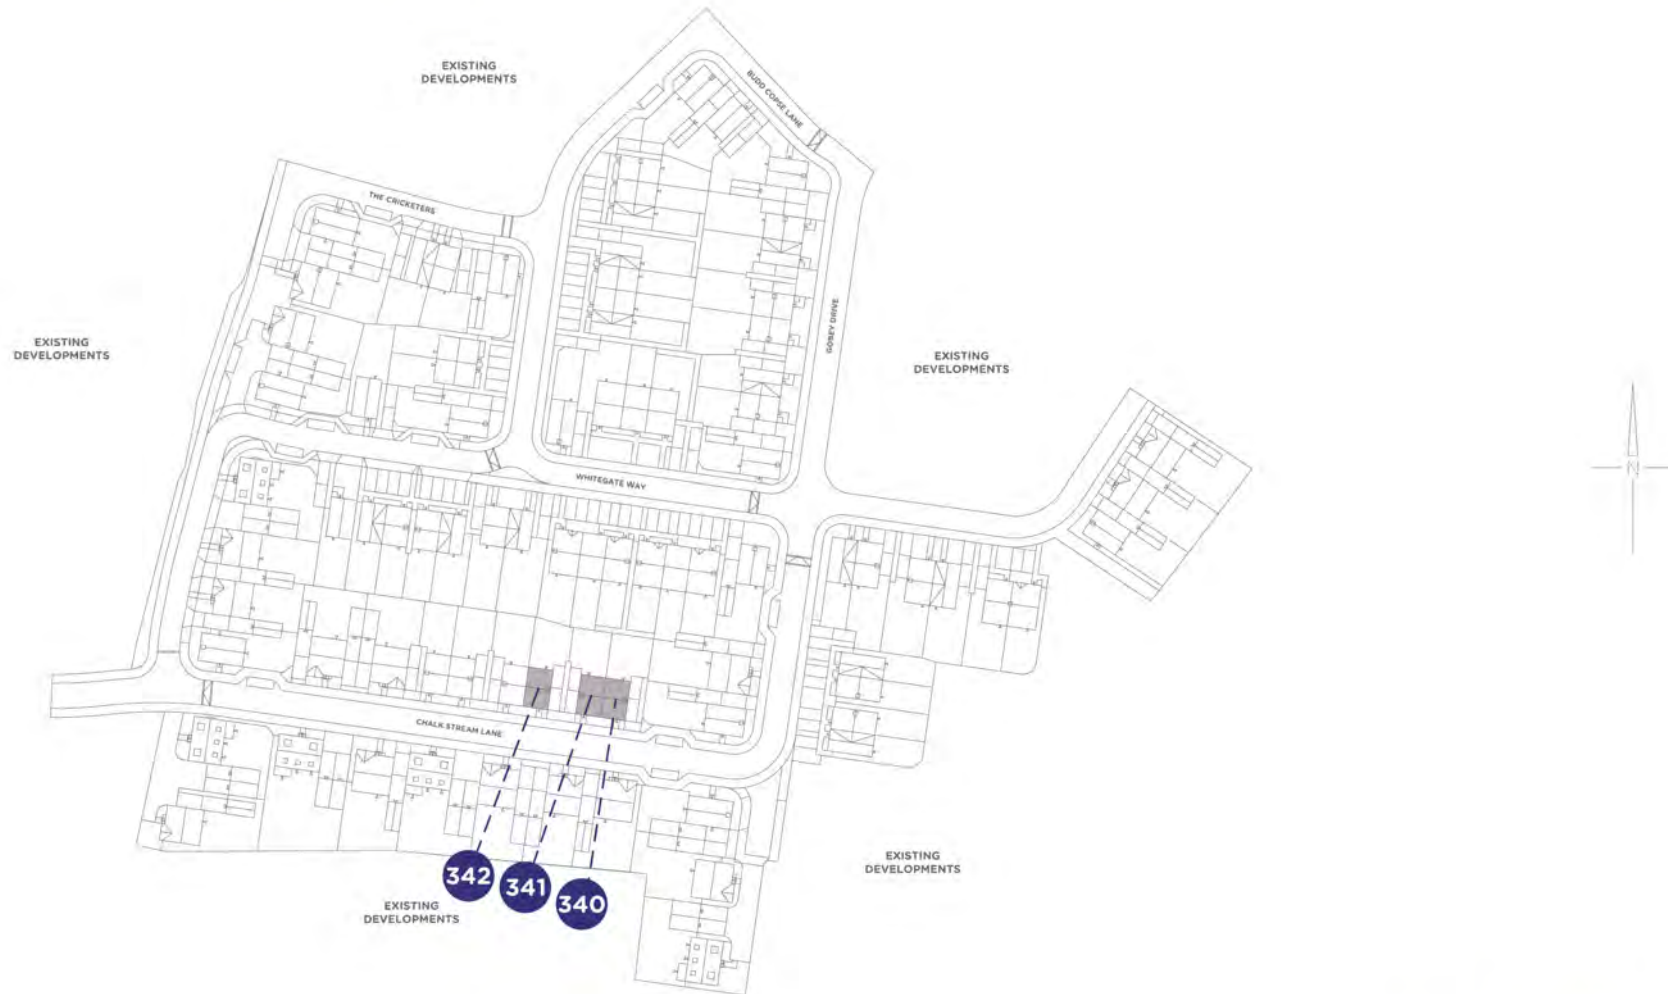 EXISTING
DEVELOPMENTS
BUDD COPSE LANE
THE CRICKETERS
GOBEY DRIVE
EXISTING
DEVELOPMENTS
EXISTING
DEVELOPMENTS
N
WHITEGATE WAY
CHALK STREAM LANE
342
341
340
EXISTING
DEVELOPMENTS
EXISTING
DEVELOPMENTS